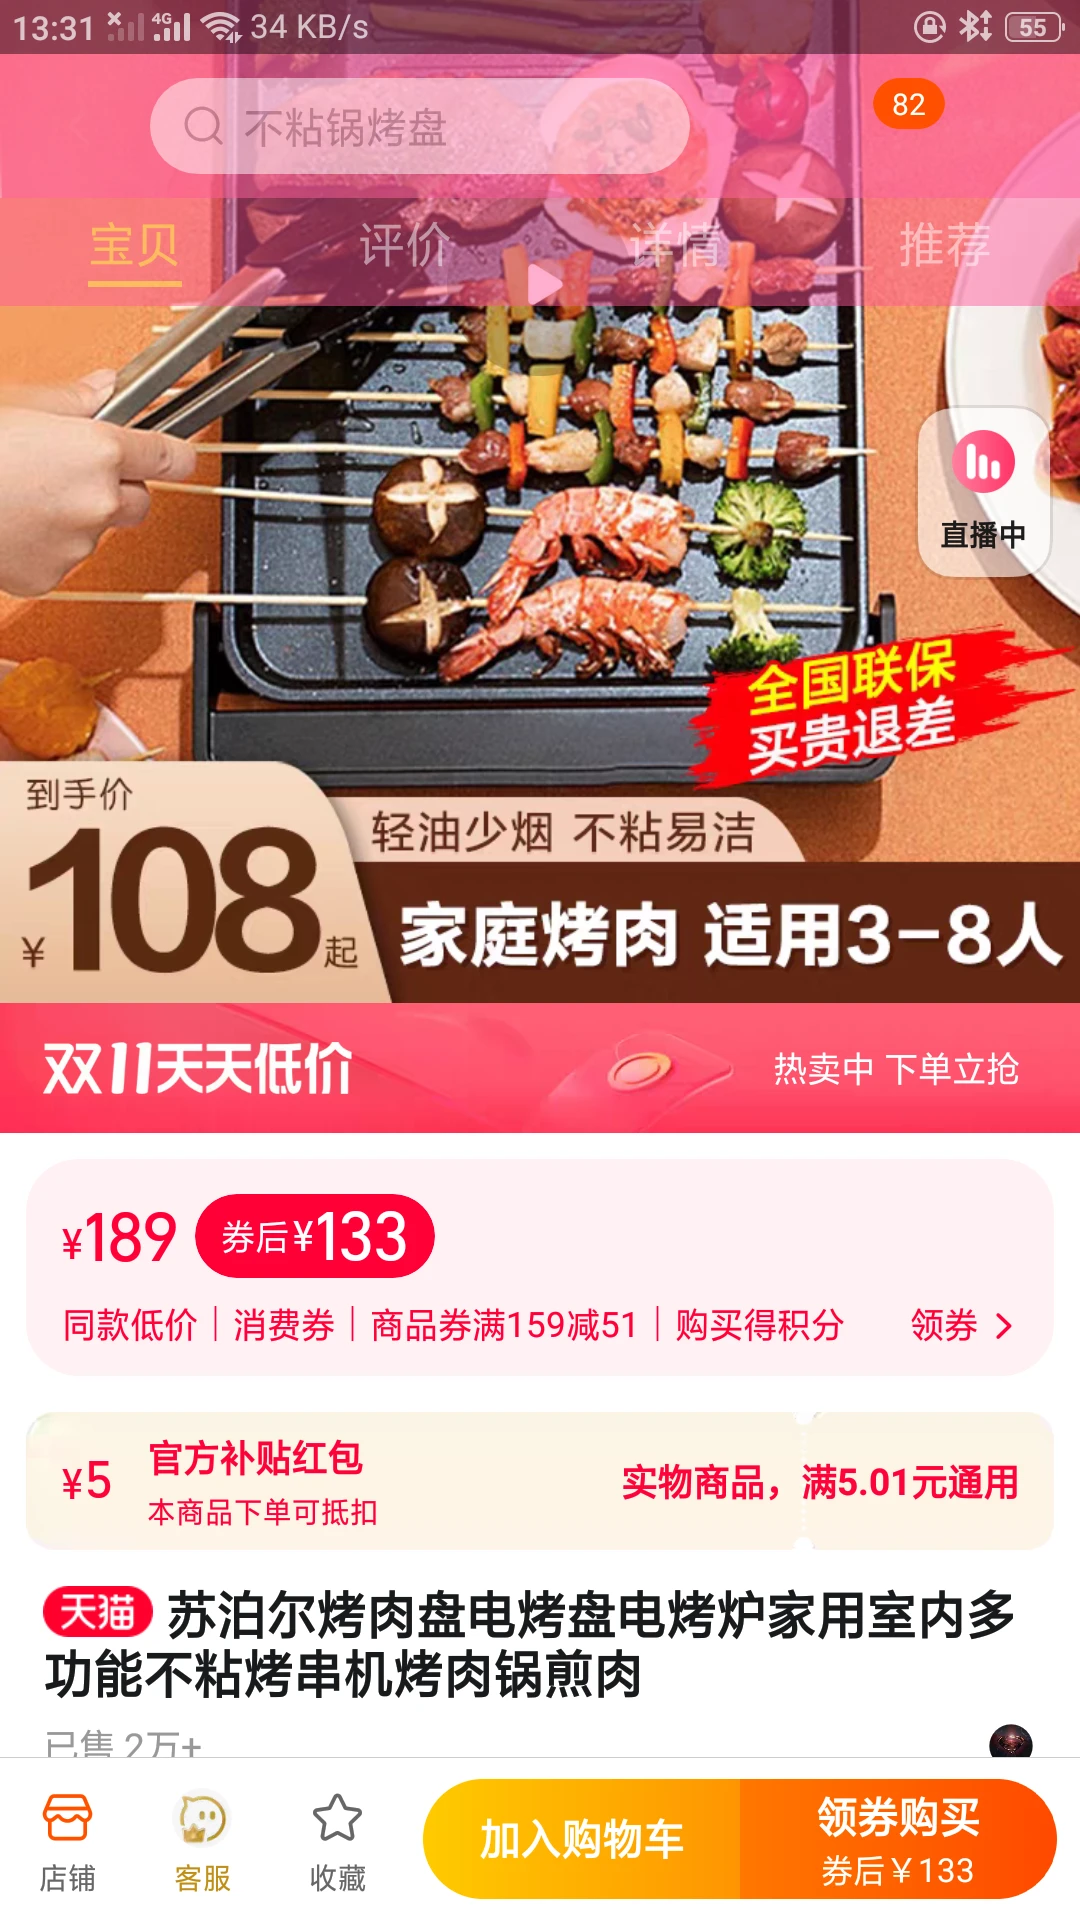 13:31 4G 34 KB/s 55
不粘锅烤盘
82
宝贝 评价 详情 推荐
直播中
全国联保
买贵退差
到手价
¥108起
轻油少烟 不粘易洁
家庭烤肉 适用3-8人
双11天天低价 热卖中 下单立抢
¥189 券后¥133
同款低价 消费券 商品券满159减51 购买得积分 领券
¥5 官方补贴红包 实物商品，满5.01元通用
本商品下单可抵扣
天猫 苏泊尔烤肉盘电烤盘电烤炉家用室内多
功能不粘烤串机烤肉锅煎肉
已售 2万+
店铺 客服 收藏 加入购物车 领券购买
券后￥133